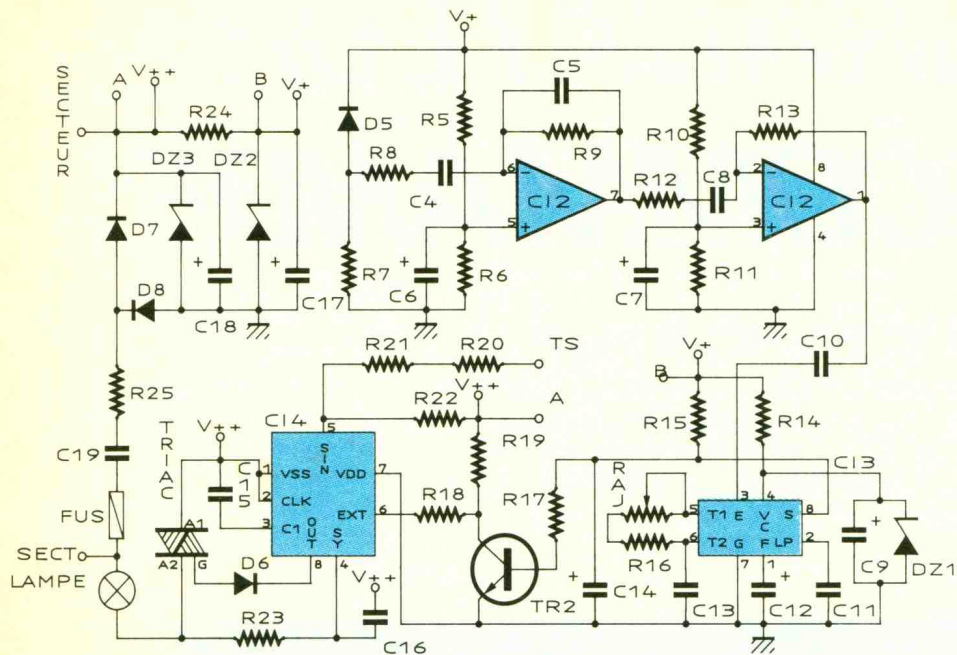 SECTEUR
A
V++
B
V+
R24
DZ3
DZ2
D7
D8
+
C18
+
C17
R25
C19
FUS
SECT
LAMPE
V+
D5
R5
R8
C4
C5
R9
6
-
5
+
7
CI2
R7
+
C6
R6
R10
R12
C8
R13
2
-
3
+
8
1
4
CI2
+
C7
R11
C10
R21
R20
TS
R22
V++
A
TRIAC
V++
C15
CI4
5
SIN
1
VSS
VDD
7
2
CLK
3
C1
EXT
6
OUT
SY
8
4
A1
A2
G
D6
R23
V++
C16
R18
R19
R17
TR2
V+
B
R15
R14
CI3
RAJ
R16
5
T1
E
V
S
8
6
T2
G
C
F
LP
2
3
4
7
1
+
C14
C13
+
C12
C11
+
C9
DZ1